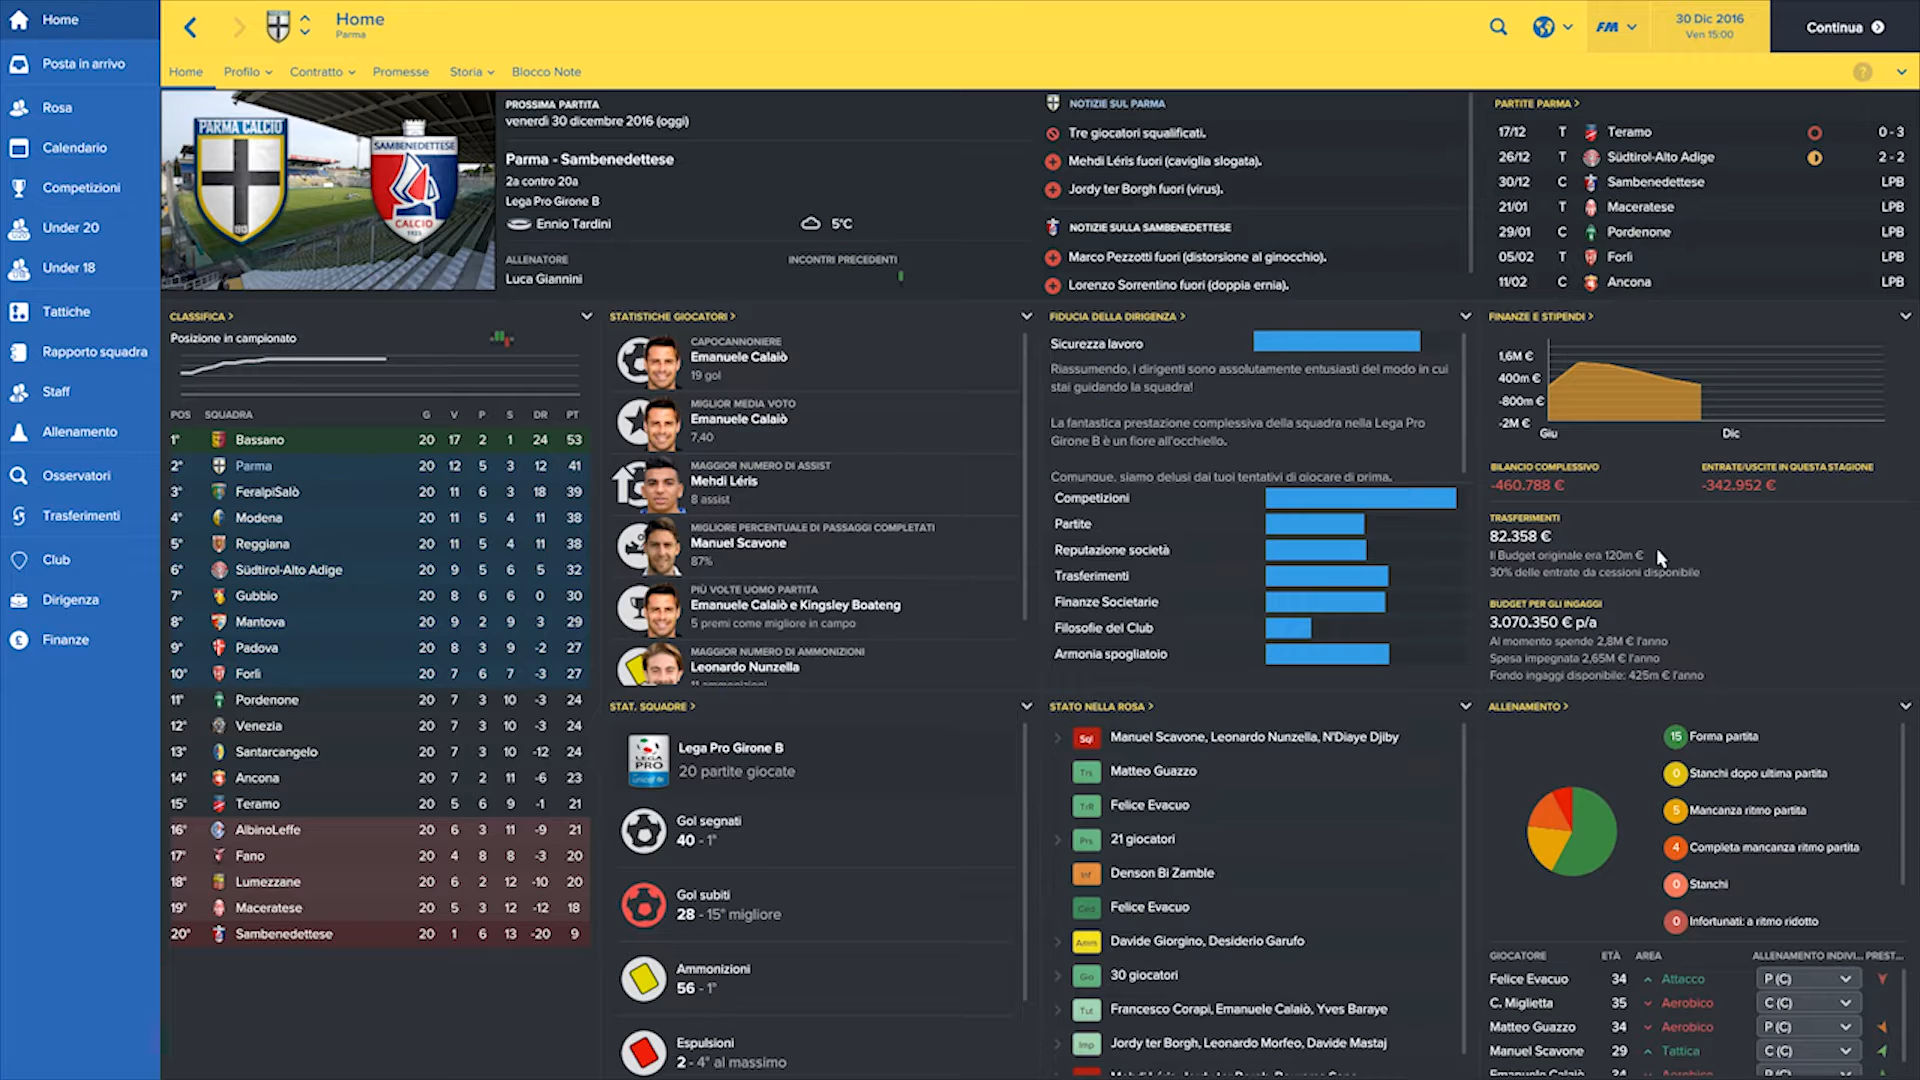 Home
Posta in arrivo
Rosa
Calendario
Competizioni
Under 20
Under 18
Tattiche
Rapporto squadra
Staff
Allenamento
Osservatori
Trasferimenti
Club
Dirigenza
Finanze
Home
Parma
FM
30 Dic 2016
Ven 15:00
Continua
Home Profilo Contratto Promesse Storia Blocco Note
PARMA CALCIO
SAMBENEDETTESE
CALCIO
PROSSIMA PARTITA
venerdì 30 dicembre 2016 (oggi)
Parma - Sambenedettese
2a contro 20a
Lega Pro Girone B
Ennio Tardini 5°C
ALLENATORE INCONTRI PRECEDENTI
Luca Giannini
NOTIZIE SUL PARMA
Tre giocatori squalificati.
Mehdi Léris fuori (caviglia slogata).
Jordy ter Borgh fuori (virus).
NOTIZIE SULLA SAMBENEDETTESE
Marco Pezzotti fuori (distorsione al ginocchio).
Lorenzo Sorrentino fuori (doppia ernia).
PARTITE PARMA >
17/12 T Teramo 0 - 3
26/12 T Südtirol-Alto Adige 2 - 2
30/12 C Sambenedettese LPB
21/01 T Maceratese LPB
29/01 C Pordenone LPB
05/02 T Forlì LPB
11/02 C Ancona LPB
CLASSIFICA >
Posizione in campionato
POS SQUADRA G V P S DR PT
1° Bassano 20 17 2 1 24 53
2° Parma 20 12 5 3 12 41
3° FeralpiSalò 20 11 6 3 18 39
4° Modena 20 11 5 4 11 38
5° Reggiana 20 11 5 4 11 38
6° Südtirol-Alto Adige 20 9 5 6 5 32
7° Gubbio 20 8 6 6 0 30
8° Mantova 20 9 2 9 3 29
9° Padova 20 8 3 9 -2 27
10° Forlì 20 7 6 7 -3 27
11° Pordenone 20 7 3 10 -3 24
12° Venezia 20 7 3 10 -3 24
13° Santarcangelo 20 7 3 10 -12 24
14° Ancona 20 7 2 11 -6 23
15° Teramo 20 5 6 9 -1 21
16° AlbinoLeffe 20 6 3 11 -9 21
17° Fano 20 4 8 8 -3 20
18° Lumezzane 20 6 2 12 -10 20
19° Maceratese 20 5 3 12 -12 18
20° Sambenedettese 20 1 6 13 -20 9
STATISTICHE GIOCATORI >
CAPOCANNONIERE
Emanuele Calaiò
19 gol
MIGLIOR MEDIA VOTO
Emanuele Calaiò
7,40
MAGGIOR NUMERO DI ASSIST
Mehdi Léris
8 assist
MIGLIORE PERCENTUALE DI PASSAGGI COMPLETATI
Manuel Scavone
87%
PIÙ VOLTE UOMO PARTITA
Emanuele Calaiò e Kingsley Boateng
5 premi come migliore in campo
MAGGIOR NUMERO DI AMMONIZIONI
Leonardo Nunzella
11 ammonizioni
STAT. SQUADRE >
LEGA PRO
Lega Pro Girone B
20 partite giocate
Gol segnati
40 - 1°
Gol subiti
28 - 15° migliore
Ammonizioni
56 - 1°
Espulsioni
2 - 4° al massimo
FIDUCIA DELLA DIRIGENZA >
Sicurezza lavoro
Riassumendo, i dirigenti sono assolutamente entusiasti del modo in cui
stai guidando la squadra!
La fantastica prestazione complessiva della squadra nella Lega Pro
Girone B è un fiore all'occhiello.
Comunque, siamo delusi dai tuoi tentativi di giocare di prima.
Competizioni
Partite
Reputazione società
Trasferimenti
Finanze Societarie
Filosofie del Club
Armonia spogliatoio
STATO NELLA ROSA >
Sql Manuel Scavone, Leonardo Nunzella, N'Diaye Djiby
Trs Matteo Guazzo
TrR Felice Evacuo
Prs 21 giocatori
Inf Denson Bi Zamble
Felice Evacuo
Amm Davide Giorgino, Desiderio Garufo
Gio 30 giocatori
Tut Francesco Corapi, Emanuele Calaiò, Yves Baraye
Imp Jordy ter Borgh, Leonardo Morfeo, Davide Mastaj
FINANZE E STIPENDI >
1,6M €
400m €
-800m €
-2M €
Giu Dic
BILANCIO COMPLESSIVO ENTRATE/USCITE IN QUESTA STAGIONE
-460.788 € -342.952 €
TRASFERIMENTI
82.358 €
Il Budget originale era 120m €
30% delle entrate da cessioni disponibile
BUDGET PER GLI INGAGGI
3.070.350 € p/a
Al momento spende 2,8M € l'anno
Spesa impegnata 2,65M € l'anno
Fondo ingaggi disponibile: 425m € l'anno
ALLENAMENTO >
15 Forma partita
0 Stanchi dopo ultima partita
5 Mancanza ritmo partita
4 Completa mancanza ritmo partita
0 Stanchi
0 Infortunati: a ritmo ridotto
GIOCATORE ETÀ AREA ALLENAMENTO INDIVI... PREST...
Felice Evacuo 34 Attacco P (C)
C. Miglietta 35 Aerobico C (C)
Matteo Guazzo 34 Aerobico P (C)
Manuel Scavone 29 Tattica C (C)
Emanuele Calaiò 34 Aerobico P (C)